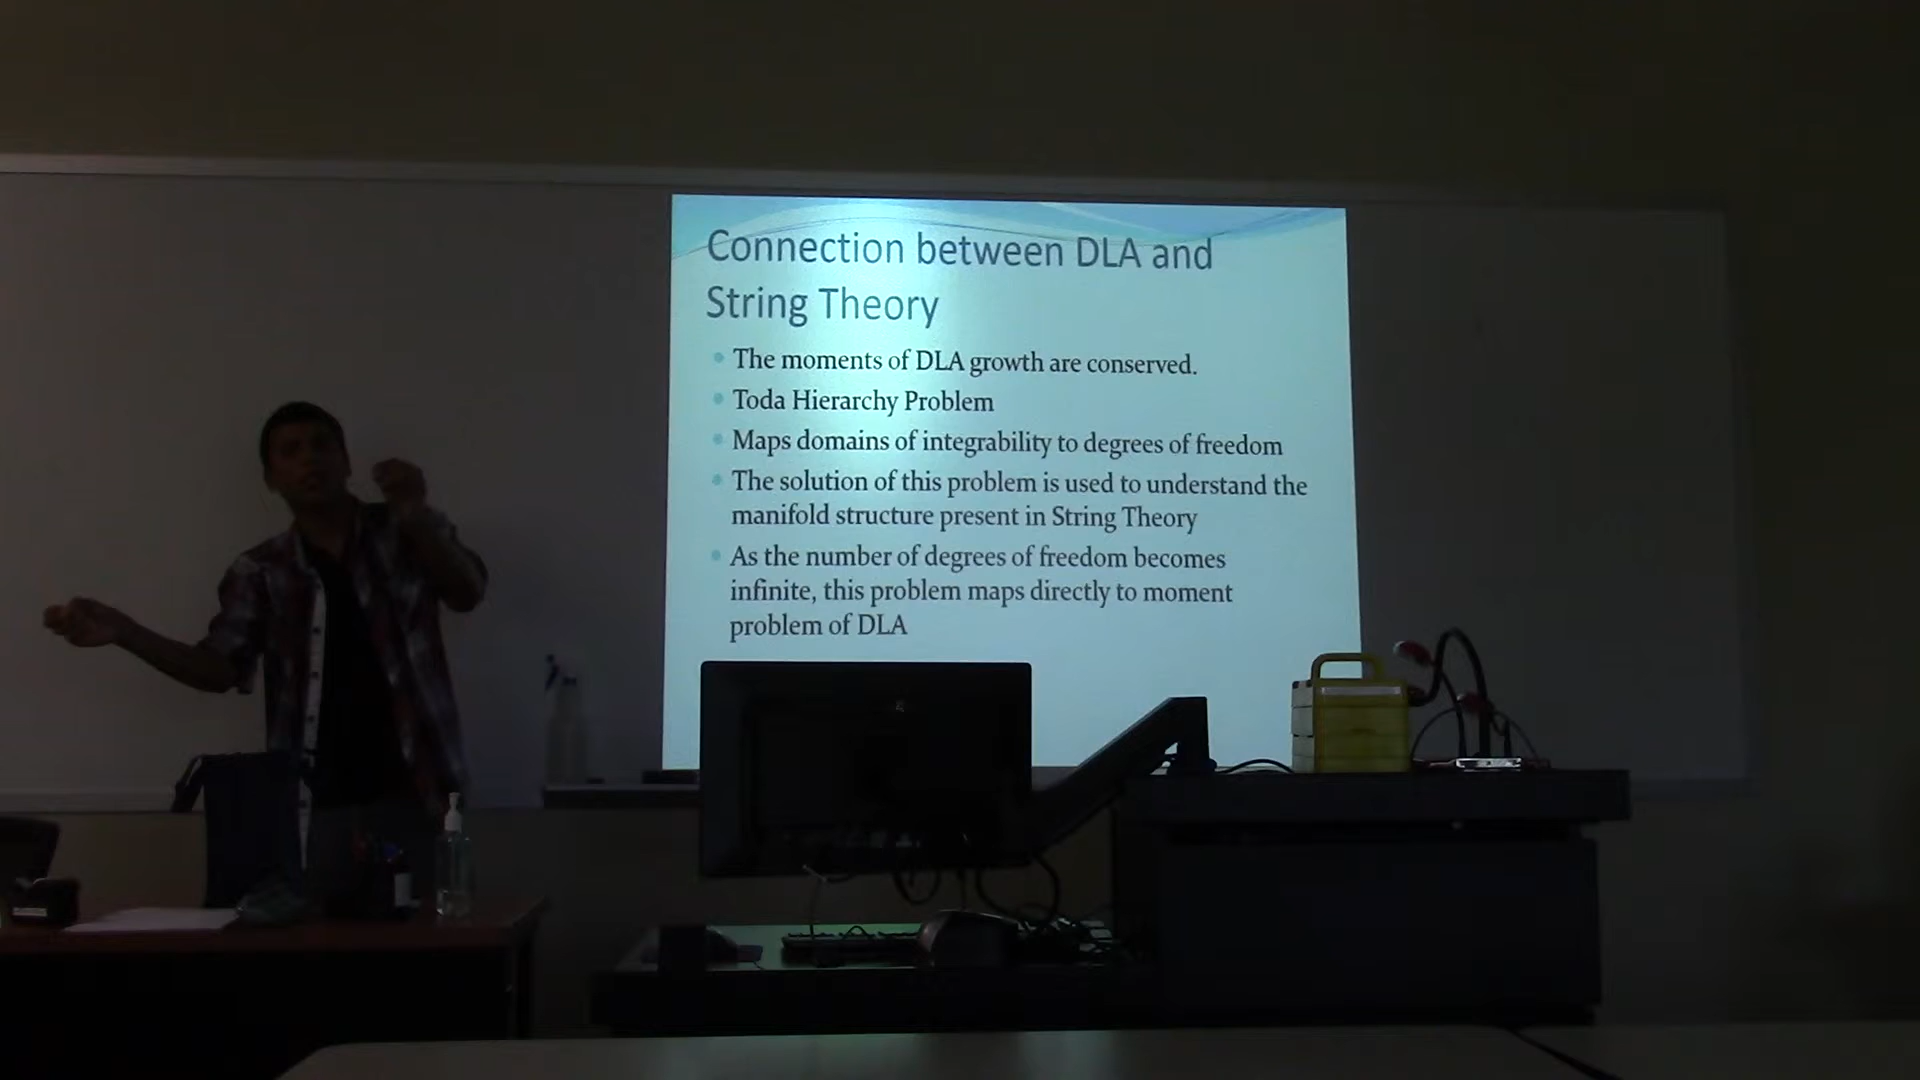 Connection between DLA and
String Theory
The moments of DLA growth are conserved.
Toda Hierarchy Problem
Maps domains of integrability to degrees of freedom
The solution of this problem is used to understand the
manifold structure present in String Theory
As the number of degrees of freedom becomes
infinite, this problem maps directly to moment
problem of DLA